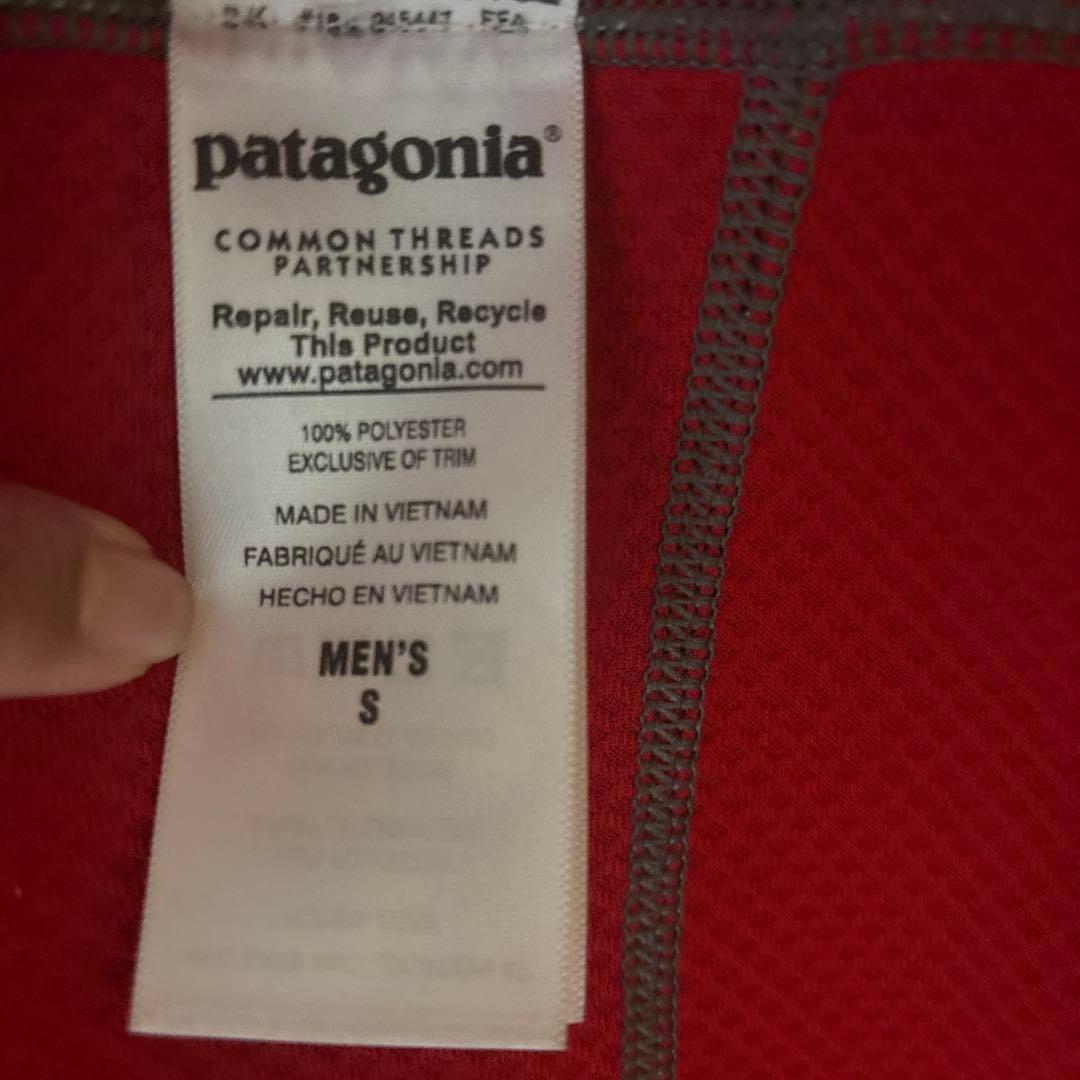 patagonia®
COMMON THREADS
PARTNERSHIP
Repair, Reuse, Recycle
This Product
www.patagonia.com
100% POLYESTER
EXCLUSIVE OF TRIM
MADE IN VIETNAM
FABRIQUÉ AU VIETNAM
HECHO EN VIETNAM
MEN'S
S